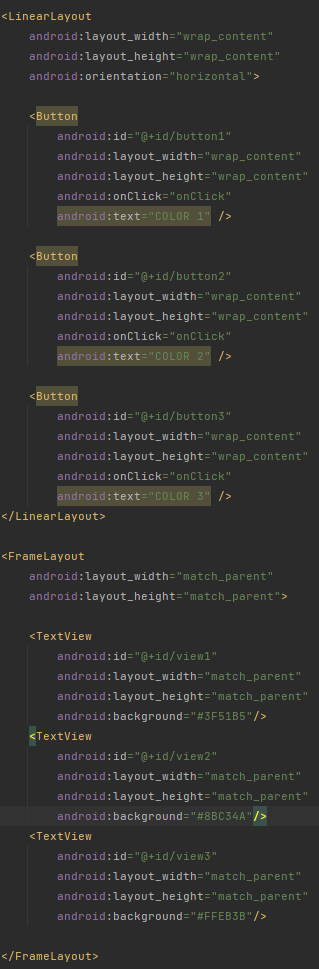 <LinearLayout
    android:layout_width="wrap_content"
    android:layout_height="wrap_content"
    android:orientation="horizontal">

    <Button
        android:id="@+id/button1"
        android:layout_width="wrap_content"
        android:layout_height="wrap_content"
        android:onClick="onClick"
        android:text="COLOR 1" />

    <Button
        android:id="@+id/button2"
        android:layout_width="wrap_content"
        android:layout_height="wrap_content"
        android:onClick="onClick"
        android:text="COLOR 2" />

    <Button
        android:id="@+id/button3"
        android:layout_width="wrap_content"
        android:layout_height="wrap_content"
        android:onClick="onClick"
        android:text="COLOR 3" />
</LinearLayout>

<FrameLayout
    android:layout_width="match_parent"
    android:layout_height="match_parent">

    <TextView
        android:id="@+id/view1"
        android:layout_width="match_parent"
        android:layout_height="match_parent"
        android:background="#3F51B5"/>
    <TextView
        android:id="@+id/view2"
        android:layout_width="match_parent"
        android:layout_height="match_parent"
        android:background="#8BC34A"/>
    <TextView
        android:id="@+id/view3"
        android:layout_width="match_parent"
        android:layout_height="match_parent"
        android:background="#FFEB3B"/>

</FrameLayout>